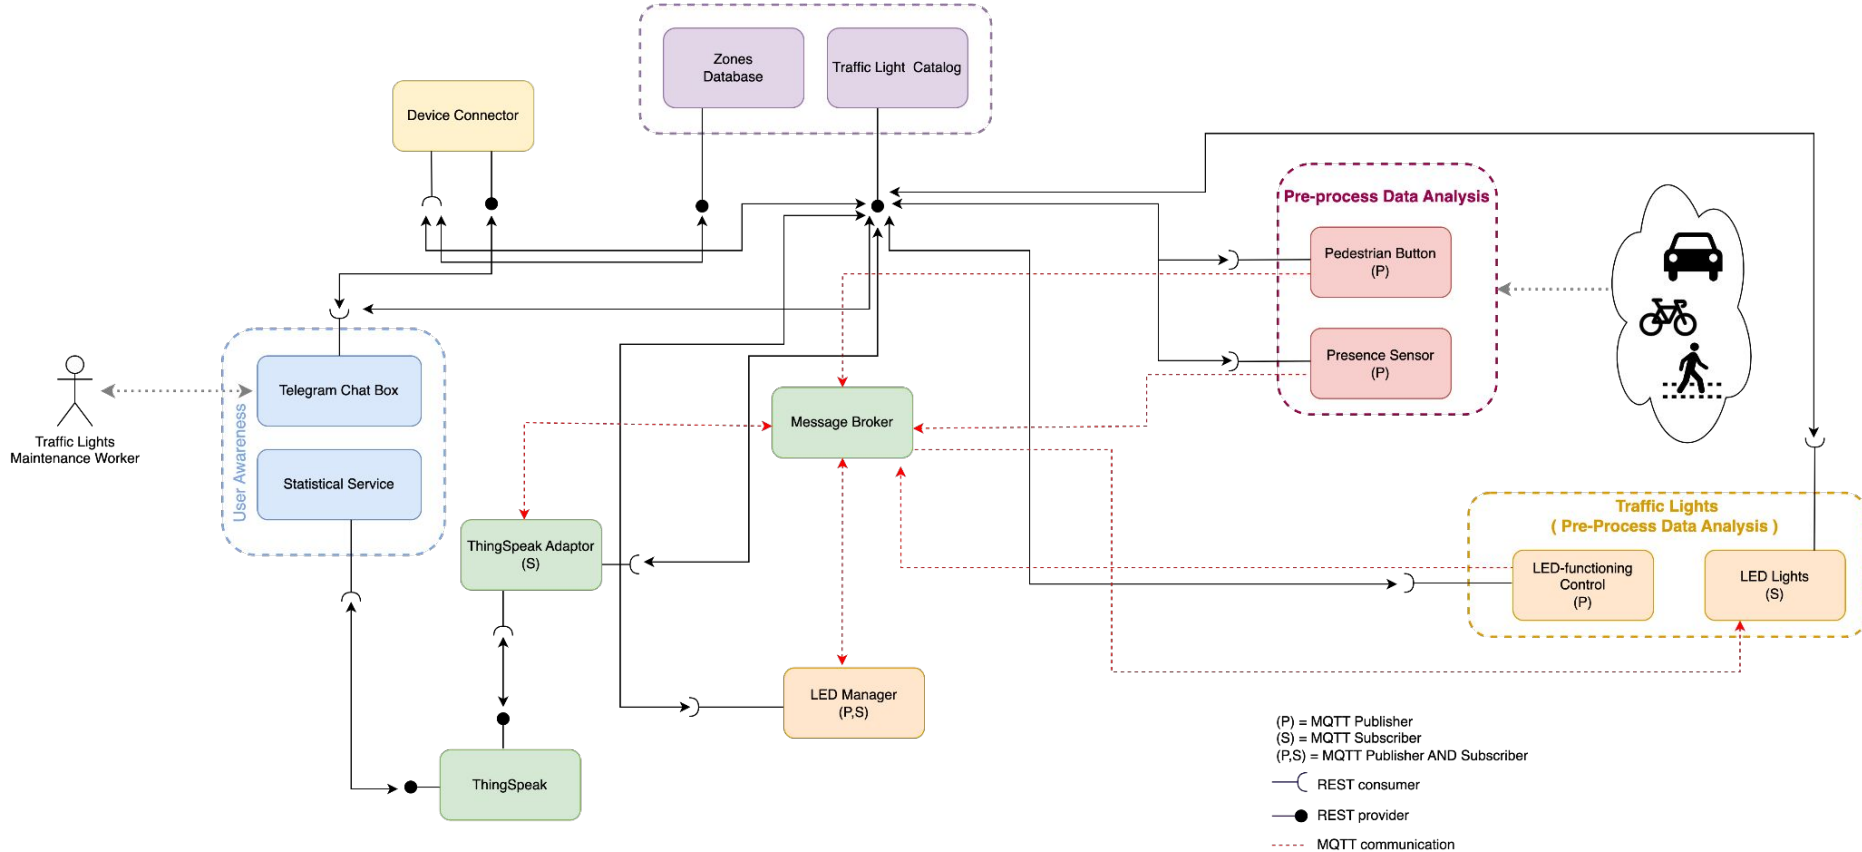 Zones
Database
Traffic Light Catalog
Device Connector
Pre-process Data Analysis
Pedestrian Button
(P)
Presence Sensor
(P)
Telegram Chat Box
Statistical Service
User Awareness
Traffic Lights
Maintenance Worker
Message Broker
ThingSpeak Adaptor
(S)
Traffic Lights
( Pre-Process Data Analysis )
LED-functioning
Control
(P)
LED Lights
(S)
LED Manager
(P,S)
ThingSpeak
(P) = MQTT Publisher
(S) = MQTT Subscriber
(P,S) = MQTT Publisher AND Subscriber
REST consumer
REST provider
MQTT communication